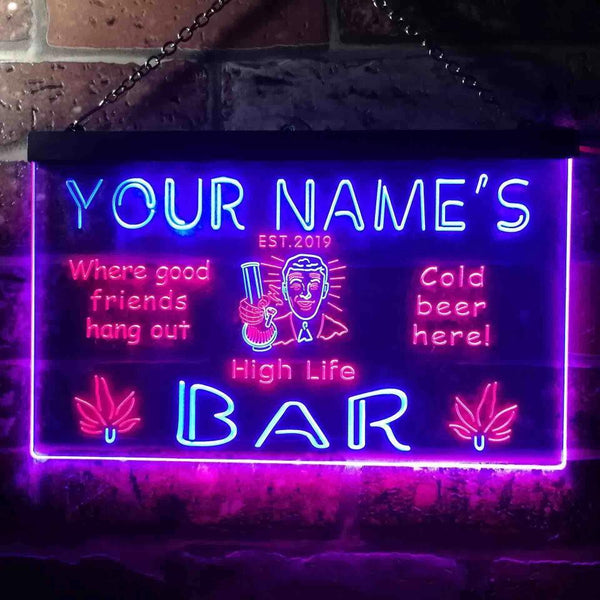 YOUR NAME'S
EST.2019
Where good
friends
hang out
Cold
beer
here!
High Life
BAR